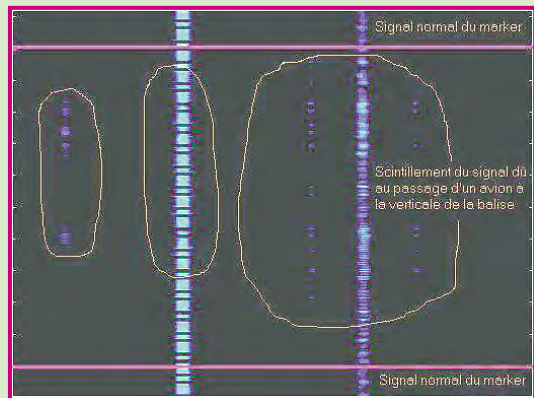 Signal normal du marker
Scintillement du signal dû
au passage d'un avion à
la verticale de la balise
Signal normal du marker